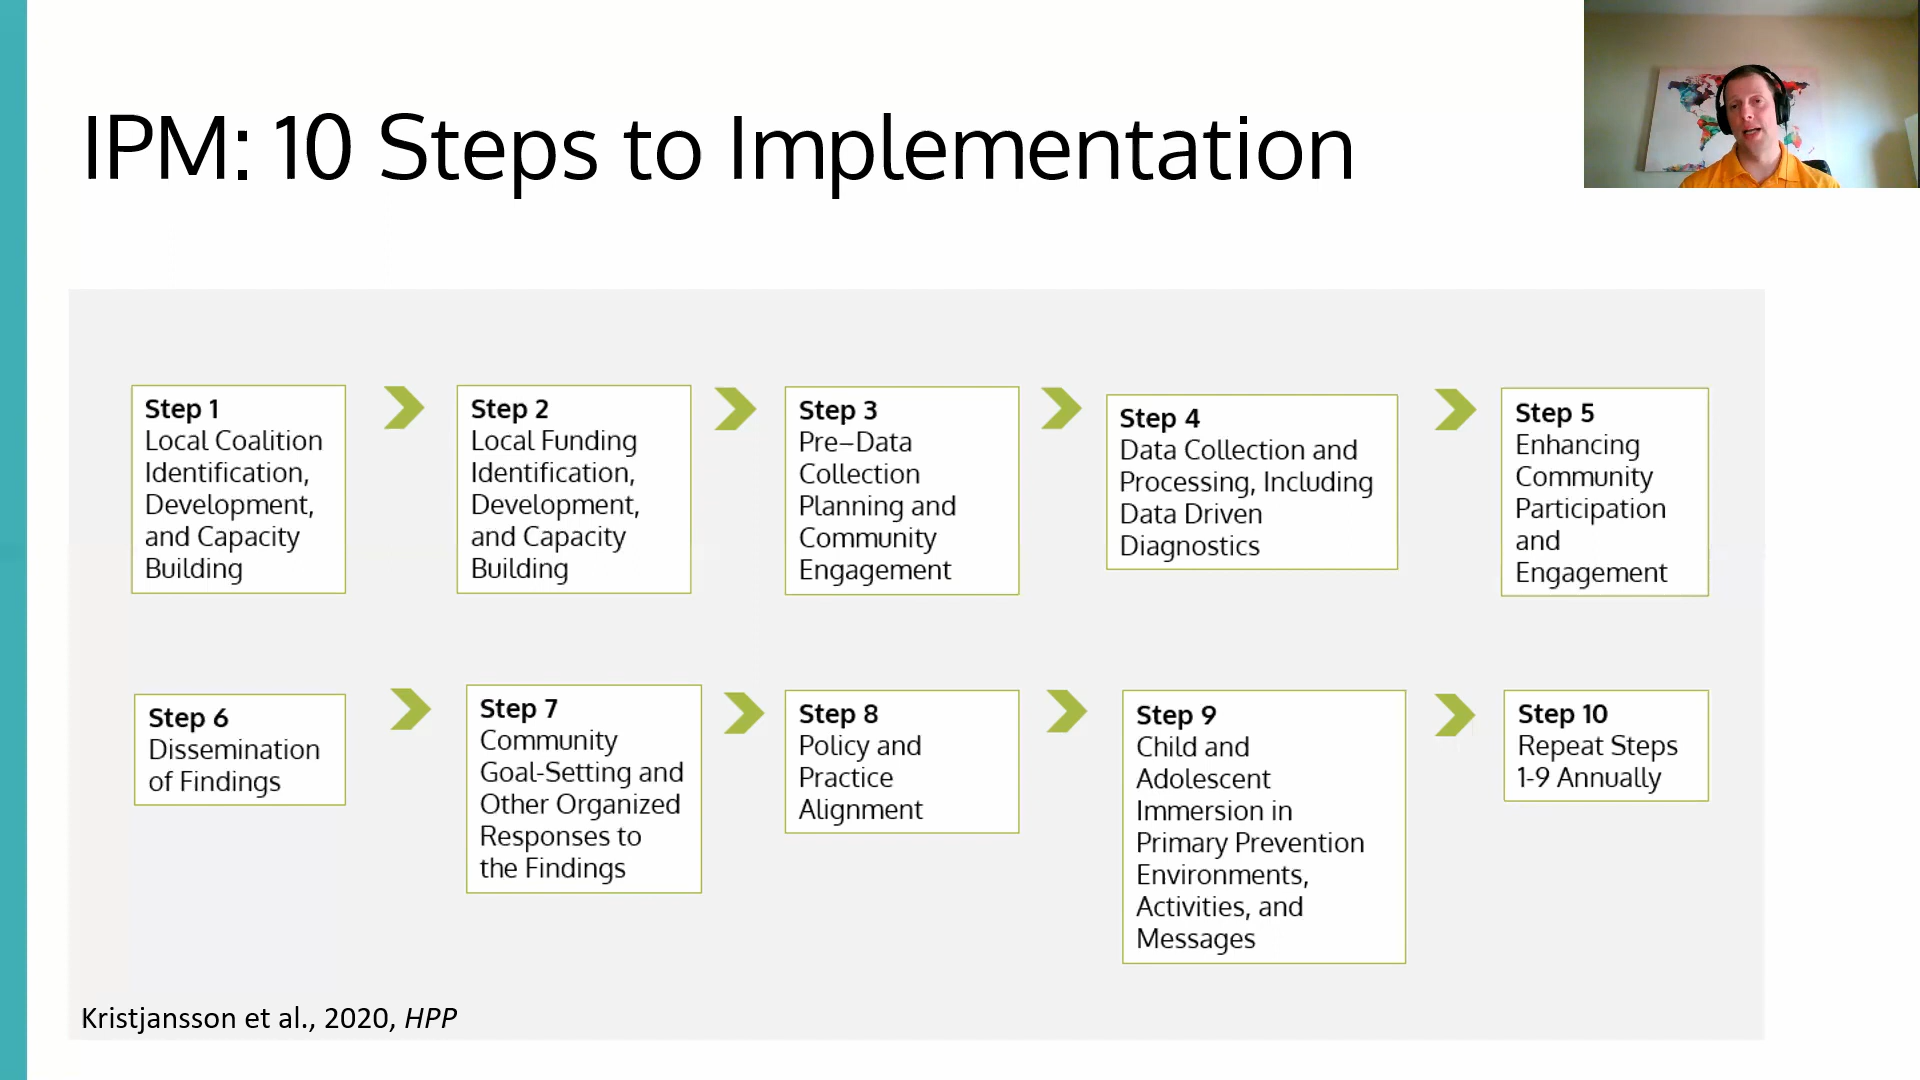 IPM: 10 Steps to Implementation
Step 1
Local Coalition
Identification,
Development,
and Capacity
Building
Step 2
Local Funding
Identification,
Development,
and Capacity
Building
Step 3
Pre–Data
Collection
Planning and
Community
Engagement
Step 4
Data Collection and
Processing, Including
Data Driven
Diagnostics
Step 5
Enhancing
Community
Participation
and
Engagement
Step 6
Dissemination
of Findings
Step 7
Community
Goal-Setting and
Other Organized
Responses to
the Findings
Step 8
Policy and
Practice
Alignment
Step 9
Child and
Adolescent
Immersion in
Primary Prevention
Environments,
Activities, and
Messages
Step 10
Repeat Steps
1-9 Annually
Kristjansson et al., 2020, HPP